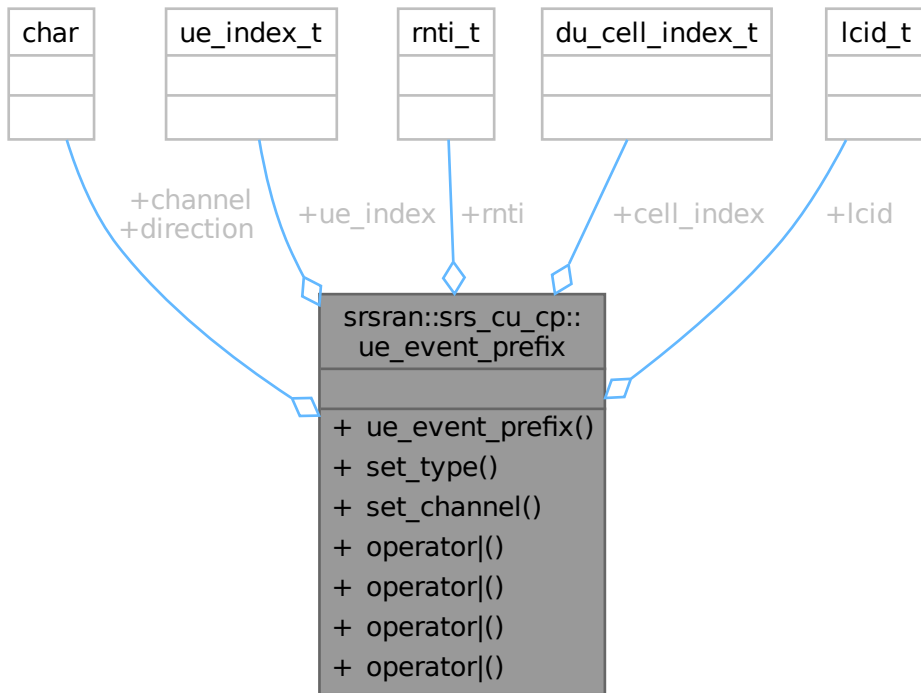 char
ue_index_t
rnti_t
du_cell_index_t
lcid_t
+channel
+direction
+ue_index
+rnti
+cell_index
+lcid
srsran::srs_cu_cp::
ue_event_prefix
+ ue_event_prefix()
+ set_type()
+ set_channel()
+ operator|()
+ operator|()
+ operator|()
+ operator|()